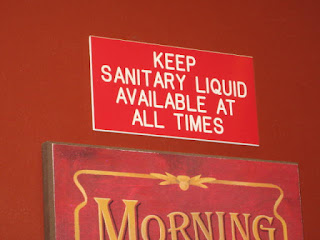 KEEP
SANITARY LIQUID
AVAILABLE AT
ALL TIMES
MORNING